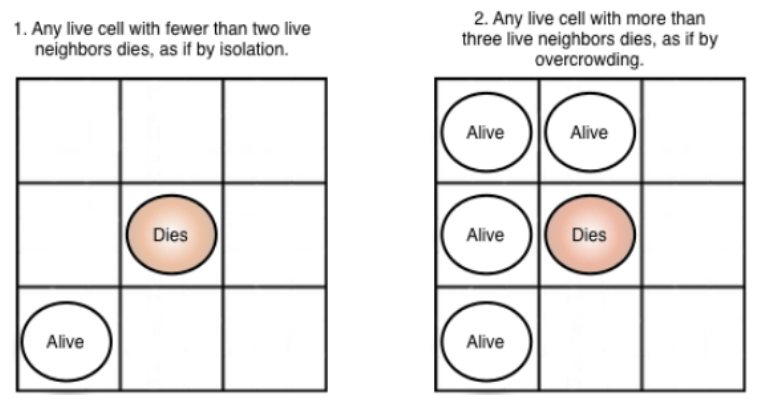 1. Any live cell with fewer than two live
neighbors dies, as if by isolation.
2. Any live cell with more than
three live neighbors dies, as if by
overcrowding.
Dies
Alive
Alive
Alive
Alive
Dies
Alive